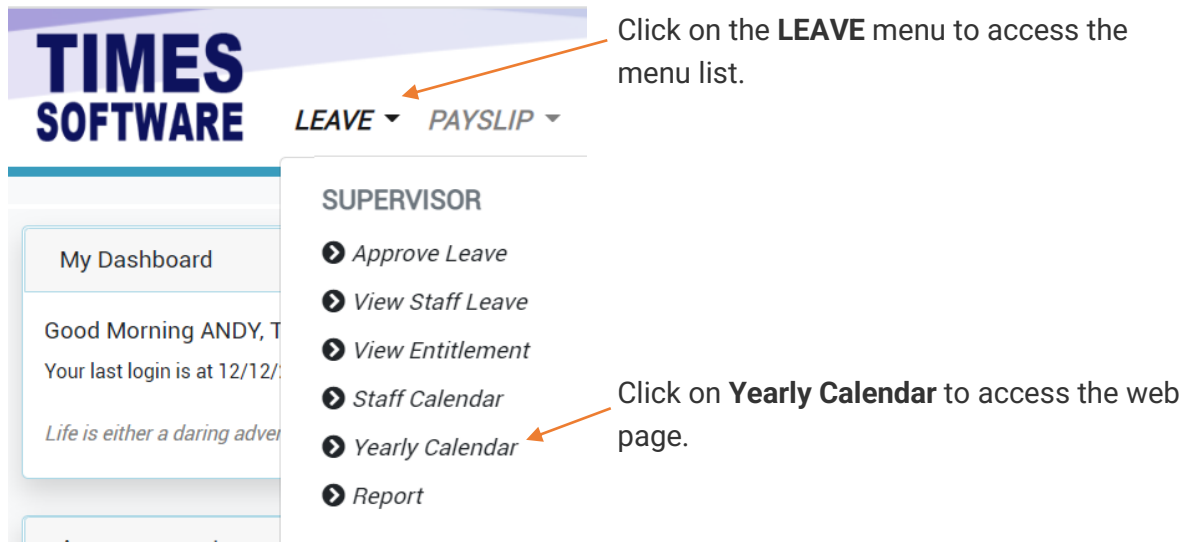 Click on the LEAVE menu to access the
menu list.
TIMES
SOFTWARE
LEAVE
PAYSLIP
SUPERVISOR
My Dashboard
Approve Leave
View Staff Leave
Good Morning ANDY, T
View Entitlement
Your last login is at 12/12/
Staff Calendar
Click on Yearly Calendar to access the web
page.
Life is either a daring adver
Yearly Calendar
Report